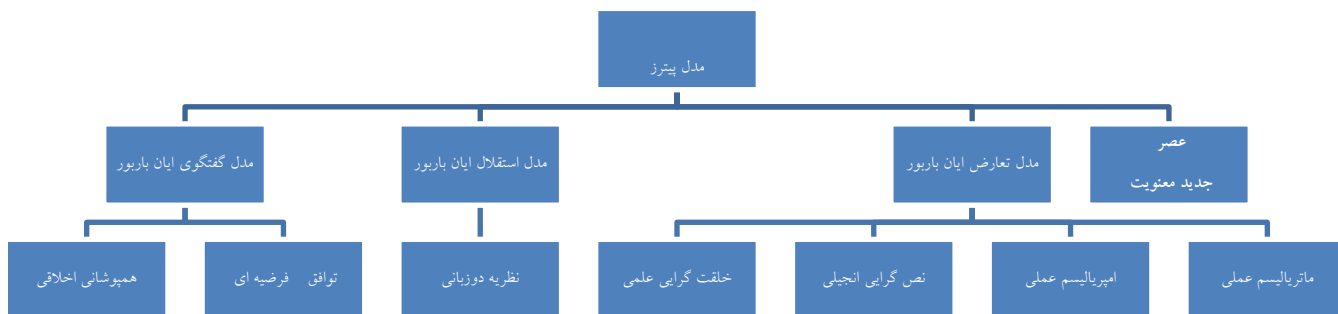 مدل پیترز
عصر
جدید معنویت
مدل تعارض ایان باربور
مدل استقلال ایان باربور
مدل گفتگوی ایان باربور
ماتریالیسم عملی
امپریالیسم عملی
نص گرایی انجیلی
خلقت گرایی علمی
نظریه دوزبانی
توافق فرضیه ای
همپوشانی اخلاقی